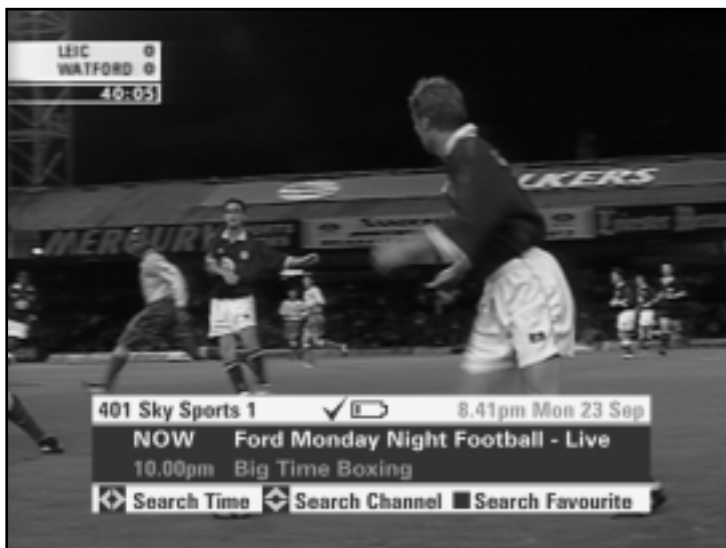 LEIC 0
WATFORD 0
40:05
WALKERS
MERCURY
401 Sky Sports 1 8.41pm Mon 23 Sep
NOW Ford Monday Night Football - Live
10.00pm Big Time Boxing
Search Time Search Channel Search Favourite